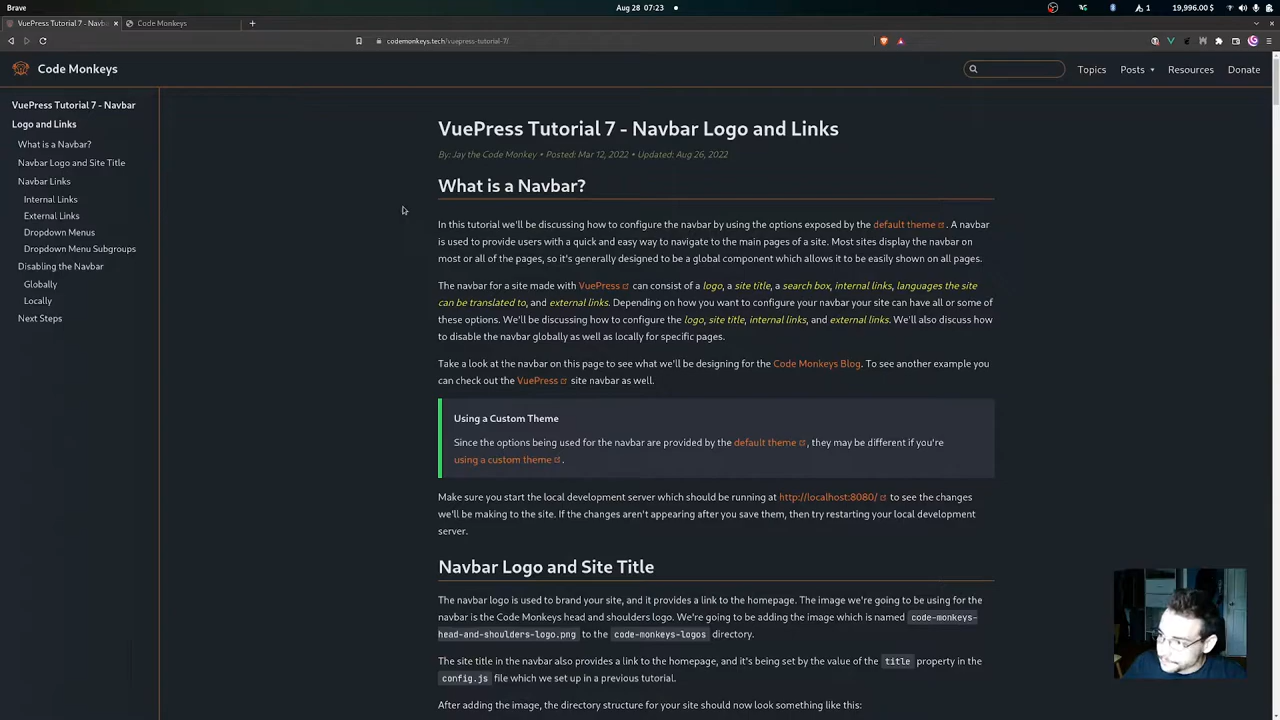 Brave
Aug 28 07:23
1
19,996.00 $
VuePress Tutorial 7 - Navba
Code Monkeys
codemonkeys.tech/vuepress-tutorial-7/
Code Monkeys
Topics
Posts
Resources
Donate
VuePress Tutorial 7 - Navbar
Logo and Links
What is a Navbar?
Navbar Logo and Site Title
Navbar Links
Internal Links
External Links
Dropdown Menus
Dropdown Menu Subgroups
Disabling the Navbar
Globally
Locally
Next Steps
VuePress Tutorial 7 - Navbar Logo and Links
By: Jay the Code Monkey • Posted: Mar 12, 2022 • Updated: Aug 26, 2022
What is a Navbar?
In this tutorial we'll be discussing how to configure the navbar by using the options exposed by the default theme. A navbar
is used to provide users with a quick and easy way to navigate to the main pages of a site. Most sites display the navbar on
most or all of the pages, so it's generally designed to be a global component which allows it to be easily shown on all pages.
The navbar for a site made with VuePress can consist of a logo, a site title, a search box, internal links, languages the site
can be translated to, and external links. Depending on how you want to configure your navbar your site can have all or some of
these options. We'll be discussing how to configure the logo, site title, internal links, and external links. We'll also discuss how
to disable the navbar globally as well as locally for specific pages.
Take a look at the navbar on this page to see what we'll be designing for the Code Monkeys Blog. To see another example you
can check out the VuePress site navbar as well.
Using a Custom Theme
Since the options being used for the navbar are provided by the default theme, they may be different if you're
using a custom theme.
Make sure you start the local development server which should be running at http://localhost:8080/ to see the changes
we'll be making to the site. If the changes aren't appearing after you save them, then try restarting your local development
server.
Navbar Logo and Site Title
The navbar logo is used to brand your site, and it provides a link to the homepage. The image we're going to be using for the
navbar is the Code Monkeys head and shoulders logo. We're going to be adding the image which is named code-monkeys-
head-and-shoulders-logo.png to the code-monkeys-logos directory.
The site title in the navbar also provides a link to the homepage, and it's being set by the value of the title property in the
config.js file which we set up in a previous tutorial.
After adding the image, the directory structure for your site should now look something like this: